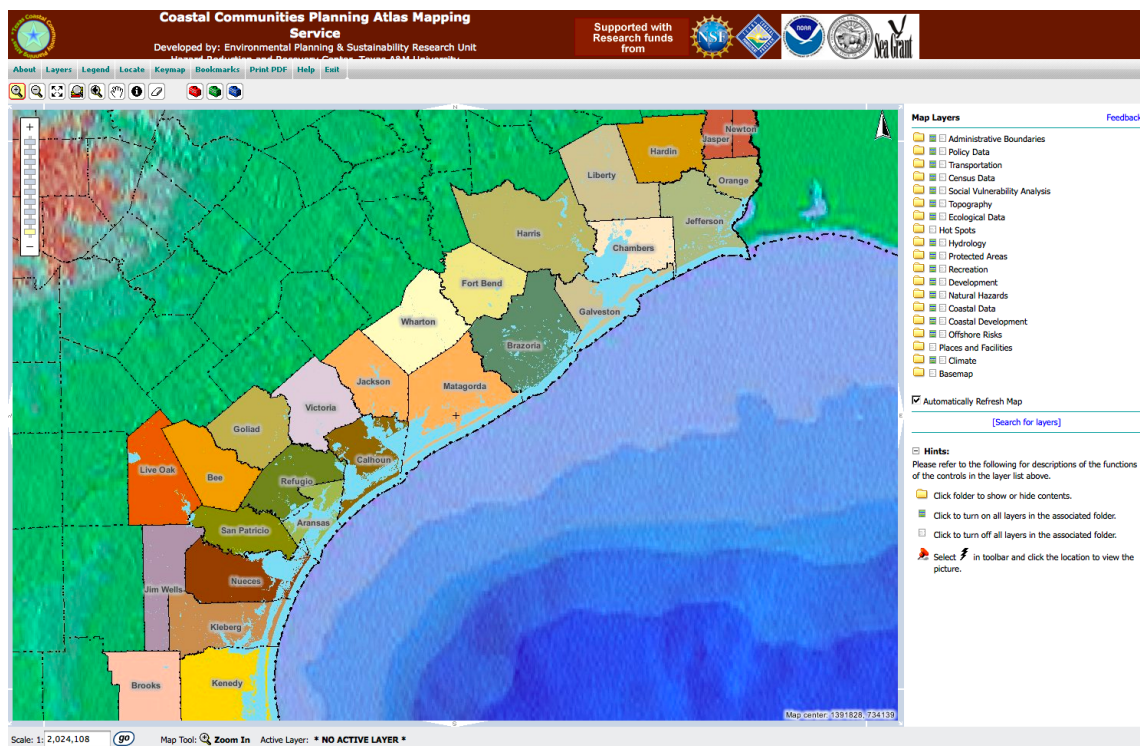 Coastal Communities Planning Atlas Mapping
Service
Developed by: Environmental Planning & Sustainability Research Unit
Hazard Reduction and Recovery Center, Texas A&M University
Supported with
Research funds
from
NSF
NOAA
Sea Grant
About Layers Legend Locate Keymap Bookmarks Print PDF Help Exit
N
Newton
Jasper
Hardin
Liberty
Orange
Jefferson
Harris
Chambers
Fort Bend
Galveston
Wharton
Brazoria
Jackson
Matagorda
Victoria
Goliad
Calhoun
Live Oak
Bee
Refugio
Aransas
San Patricio
Nueces
Jim Wells
Kleberg
Brooks
Kenedy
Map center: 1391828, 734139
S
Map Layers Feedback
Administrative Boundaries
Policy Data
Transportation
Census Data
Social Vulnerability Analysis
Topography
Ecological Data
Hot Spots
Hydrology
Protected Areas
Recreation
Development
Natural Hazards
Coastal Data
Coastal Development
Offshore Risks
Places and Facilities
Climate
Basemap
Automatically Refresh Map
[Search for layers]
Hints:
Please refer to the following for descriptions of the functions
of the controls in the layer list above.
Click folder to show or hide contents.
Click to turn on all layers in the associated folder.
Click to turn off all layers in the associated folder.
Select in toolbar and click the location to view the
picture.
Scale: 1: 2,024,108 go Map Tool: Zoom In Active Layer: * NO ACTIVE LAYER *